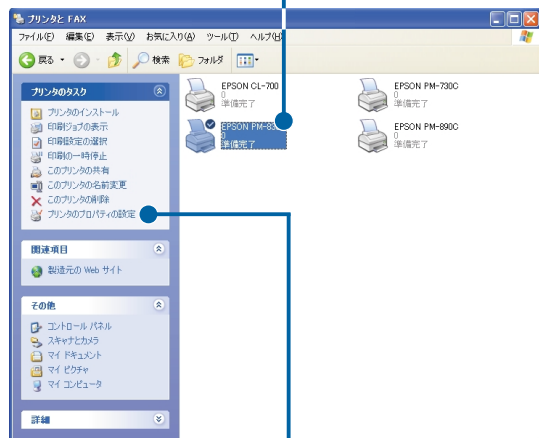 プリンタと FAX
ファイル(F) 編集(E) 表示(V) お気に入り(A) ツール(T) ヘルプ(H)
戻る 検索 フォルダ
プリンタのタスク
プリンタのインストール
印刷ジョブの表示
印刷設定の選択
印刷の一時停止
このプリンタの共有
このプリンタの名前変更
このプリンタの削除
プリンタのプロパティの設定
関連項目
製造元の Web サイト
その他
コントロール パネル
スキャナとカメラ
マイ ドキュメント
マイ ピクチャ
マイ コンピュータ
詳細
EPSON CL-700
0
準備完了
EPSON PM-730C
0
準備完了
EPSON
0
準備完了
EPSON PM-890C
0
準備完了